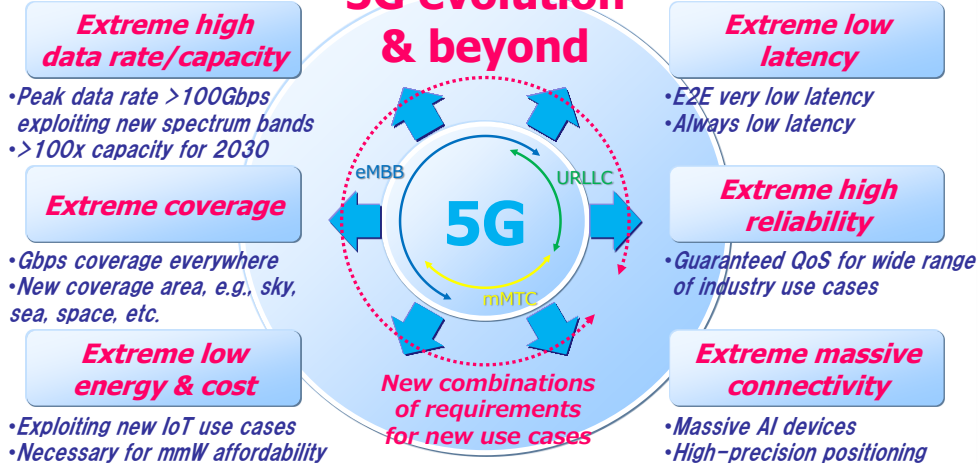 5G evolution
& beyond
Extreme high
data rate/capacity
•Peak data rate >100Gbps
exploiting new spectrum bands
•>100x capacity for 2030
Extreme coverage
•Gbps coverage everywhere
•New coverage area, e.g., sky,
sea, space, etc.
Extreme low
energy & cost
•Exploiting new IoT use cases
•Necessary for mmW affordability
eMBB
URLLC
5G
mMTC
New combinations
of requirements
for new use cases
Extreme low
latency
•E2E very low latency
•Always low latency
Extreme high
reliability
•Guaranteed QoS for wide range
of industry use cases
Extreme massive
connectivity
•Massive AI devices
•High-precision positioning